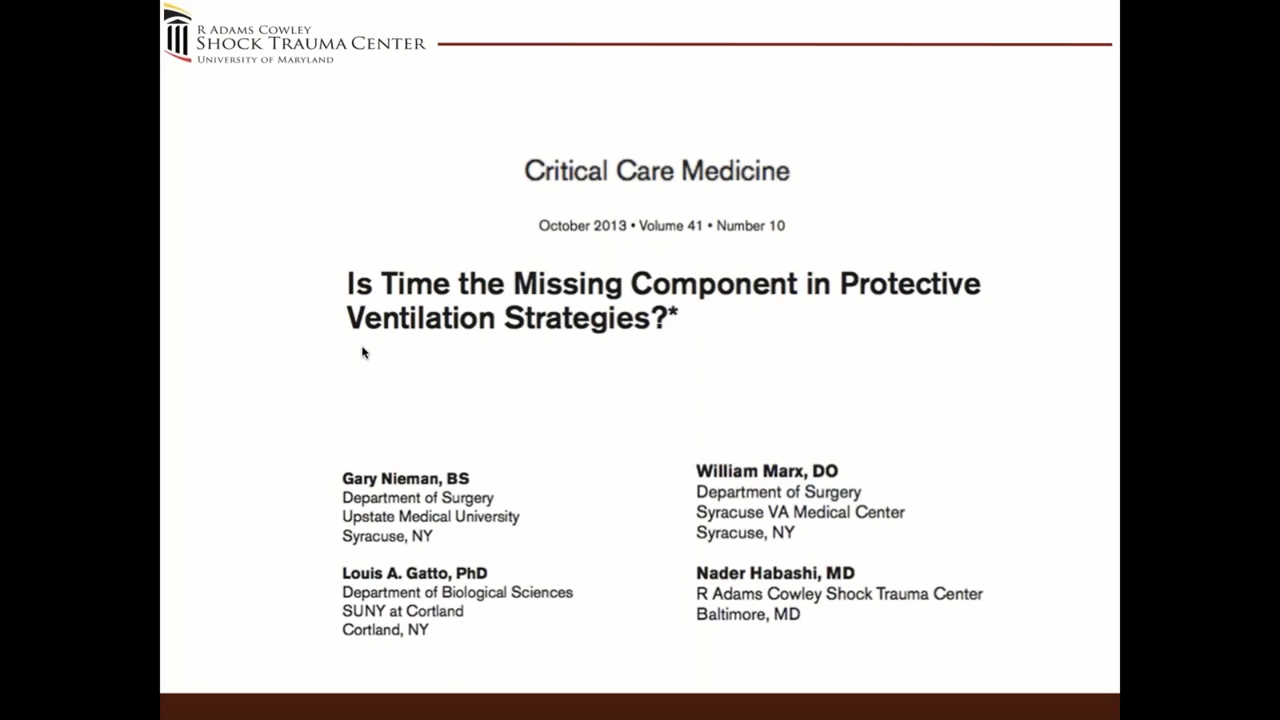 R ADAMS COWLEY
SHOCK TRAUMA CENTER
UNIVERSITY OF MARYLAND
Critical Care Medicine
October 2013 • Volume 41 • Number 10
Is Time the Missing Component in Protective
Ventilation Strategies?*
Gary Nieman, BS
Department of Surgery
Upstate Medical University
Syracuse, NY
Louis A. Gatto, PhD
Department of Biological Sciences
SUNY at Cortland
Cortland, NY
William Marx, DO
Department of Surgery
Syracuse VA Medical Center
Syracuse, NY
Nader Habashi, MD
R Adams Cowley Shock Trauma Center
Baltimore, MD